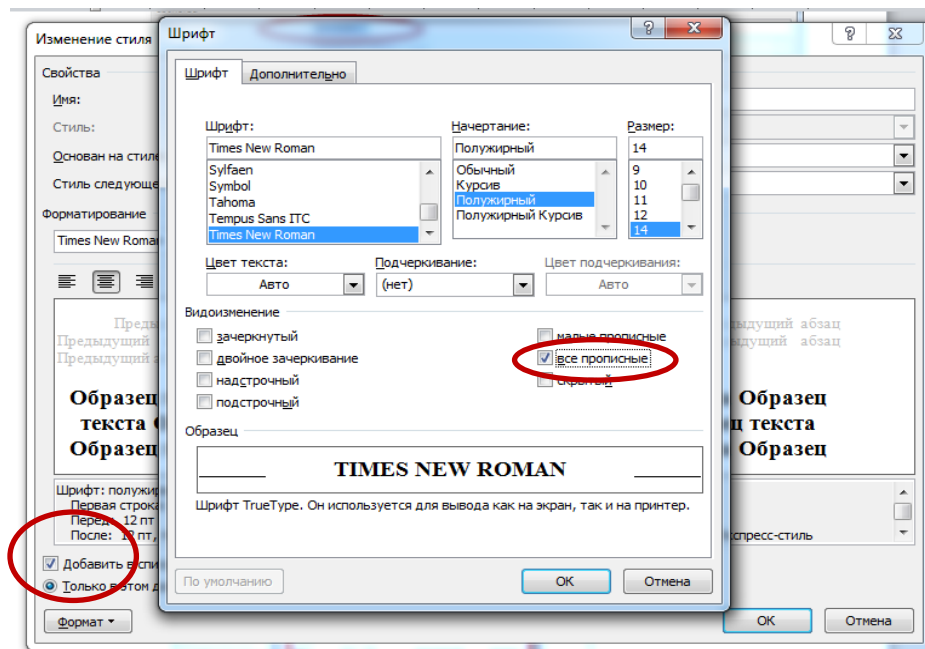 Изменение стиля
Шрифт
Свойства
Имя:
Стиль:
Основан на стиле
Стиль следующе
Форматирование
Times New Roman
Шрифт
Дополнительно
Шрифт:
Начертание:
Размер:
Times New Roman
Полужирный
14
Sylfaen
Обычный
9
Symbol
Курсив
10
Tahoma
Полужирный
11
Tempus Sans ITC
Полужирный Курсив
12
Times New Roman
14
Цвет текста:
Подчеркивание:
Цвет подчеркивания:
Авто
(нет)
Авто
Видоизменение
зачеркнутый
малые прописные
двойное зачеркивание
все прописные
надстрочный
скрытый
подстрочный
Образец
TIMES NEW ROMAN
Шрифт TrueType. Он используется для вывода как на экран, так и на принтер.
По умолчанию
ОК
Отмена
Предыдущий абзац
Предыдущий абзац
Предыдущий
Образец Образец
текста текста
Образец Образец
Шрифт: полужир
Первая строка
Перед: 12 пт
После: 12 пт, экспресс-стиль
Добавить в спи
Только в этом д
Формат
ОК
Отмена